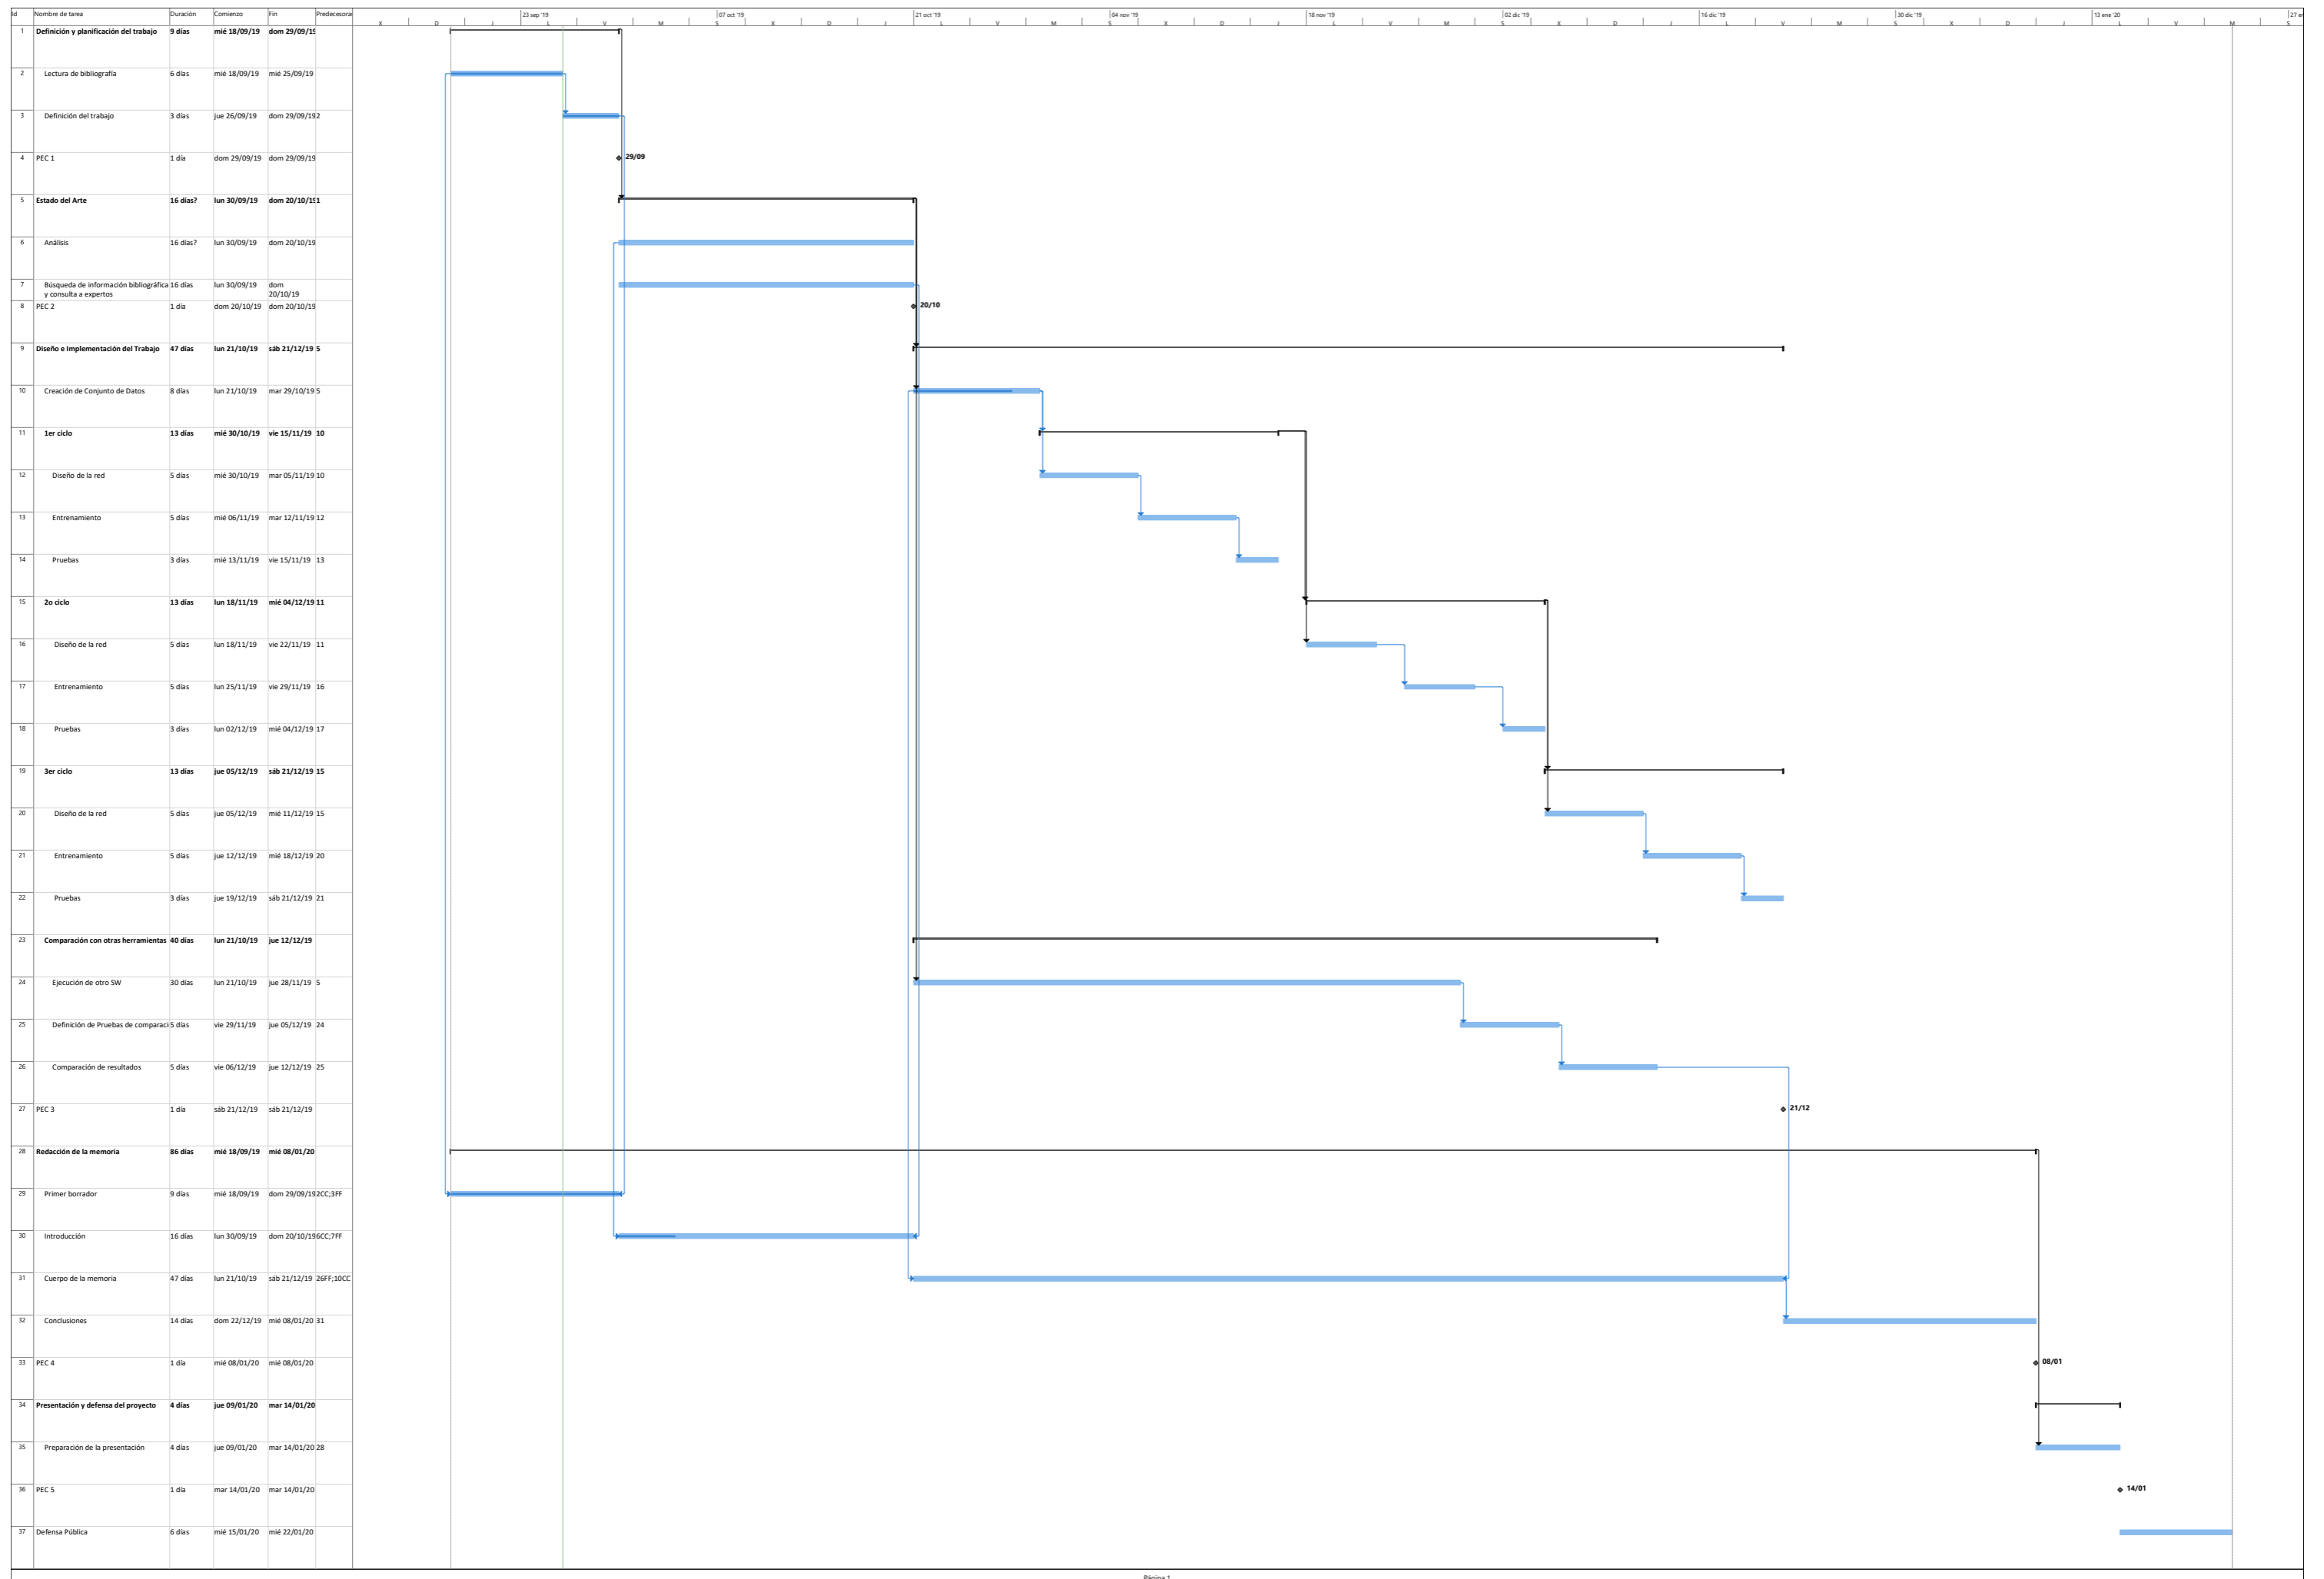 Id Nombre de tarea Duración Comienzo Fin Predecesora
23 sep '19 07 oct '19 21 oct '19 04 nov '19 18 nov '19 02 dic '19 16 dic '19 30 dic '19 13 ene '20 27 e
X D J L V M S X D J L V M S X D J L V M S X D J L V M S X D J L V M S
1 Definición y planificación del trabajo 9 días mié 18/09/19 dom 29/09/19
2 Lectura de bibliografía 6 días mié 18/09/19 mié 25/09/19
3 Definición del trabajo 3 días jue 26/09/19 dom 29/09/19 2
4 PEC 1 1 día dom 29/09/19 dom 29/09/19 29/09
5 Estado del Arte 16 días? lun 30/09/19 dom 20/10/19 1
6 Análisis 16 días? lun 30/09/19 dom 20/10/19
7 Búsqueda de información bibliográfica y consulta a expertos 16 días lun 30/09/19 dom 20/10/19
8 PEC 2 1 día dom 20/10/19 dom 20/10/19 20/10
9 Diseño e Implementación del Trabajo 47 días lun 21/10/19 sáb 21/12/19 5
10 Creación de Conjunto de Datos 8 días lun 21/10/19 mar 29/10/19 5
11 1er ciclo 13 días mié 30/10/19 vie 15/11/19 10
12 Diseño de la red 5 días mié 30/10/19 mar 05/11/19 10
13 Entrenamiento 5 días mié 06/11/19 mar 12/11/19 12
14 Pruebas 3 días mié 13/11/19 vie 15/11/19 13
15 2o ciclo 13 días lun 18/11/19 mié 04/12/19 11
16 Diseño de la red 5 días lun 18/11/19 vie 22/11/19 11
17 Entrenamiento 5 días lun 25/11/19 vie 29/11/19 16
18 Pruebas 3 días lun 02/12/19 mié 04/12/19 17
19 3er ciclo 13 días jue 05/12/19 sáb 21/12/19 15
20 Diseño de la red 5 días jue 05/12/19 mié 11/12/19 15
21 Entrenamiento 5 días jue 12/12/19 mié 18/12/19 20
22 Pruebas 3 días jue 19/12/19 sáb 21/12/19 21
23 Comparación con otras herramientas 40 días lun 21/10/19 jue 12/12/19
24 Ejecución de otro SW 30 días lun 21/10/19 jue 28/11/19 5
25 Definición de Pruebas de comparaci 5 días vie 29/11/19 jue 05/12/19 24
26 Comparación de resultados 5 días vie 06/12/19 jue 12/12/19 25
27 PEC 3 1 día sáb 21/12/19 sáb 21/12/19 21/12
28 Redacción de la memoria 86 días mié 18/09/19 mié 08/01/20
29 Primer borrador 9 días mié 18/09/19 dom 29/09/19 2CC;3FF
30 Introducción 16 días lun 30/09/19 dom 20/10/19 6CC;7FF
31 Cuerpo de la memoria 47 días lun 21/10/19 sáb 21/12/19 26FF;10CC
32 Conclusiones 14 días dom 22/12/19 mié 08/01/20 31
33 PEC 4 1 día mié 08/01/20 mié 08/01/20 08/01
34 Presentación y defensa del proyecto 4 días jue 09/01/20 mar 14/01/20
35 Preparación de la presentación 4 días jue 09/01/20 mar 14/01/20 28
36 PEC 5 1 día mar 14/01/20 mar 14/01/20 14/01
37 Defensa Pública 6 días mié 15/01/20 mié 22/01/20
Página 1